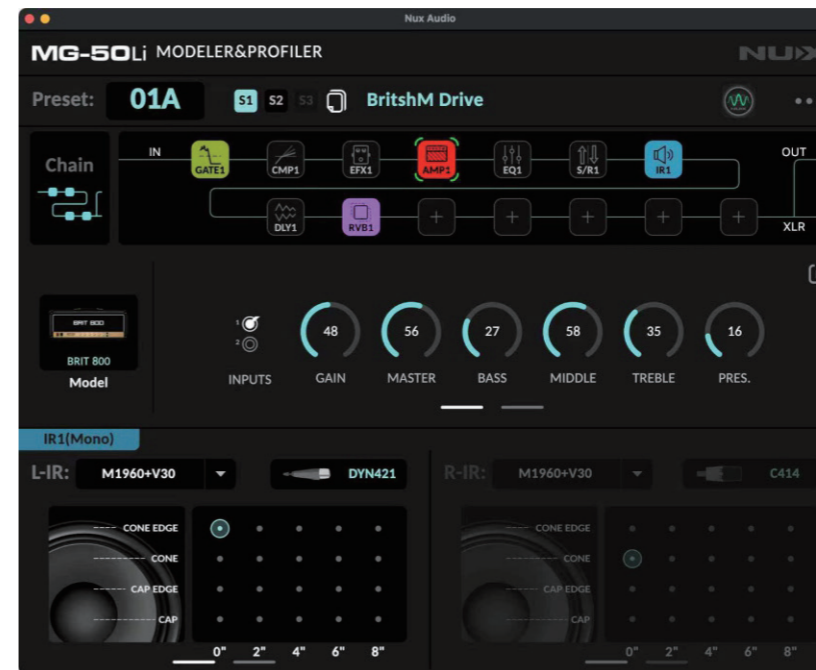 Nux Audio
MG-50Li MODELER&PROFILER
NUX
Preset: 01A S1 S2 S3 BritshM Drive
Chain
IN GATE1 CMP1 EFX1 AMP1 EQ1 S/R1 IR1 OUT
DLY1 RVB1 + + + + + XLR
BRIT 800
48 56 27 58 35 16
BRIT 800
Model
INPUTS GAIN MASTER BASS MIDDLE TREBLE PRES.
1
2
IR1(Mono)
L-IR: M1960+V30 DYN421 R-IR: M1960+V30 C414
CONE EDGE CONE EDGE
CONE CONE
CAP EDGE CAP EDGE
CAP CAP
0" 2" 4" 6" 8" 0" 2" 4" 6" 8"